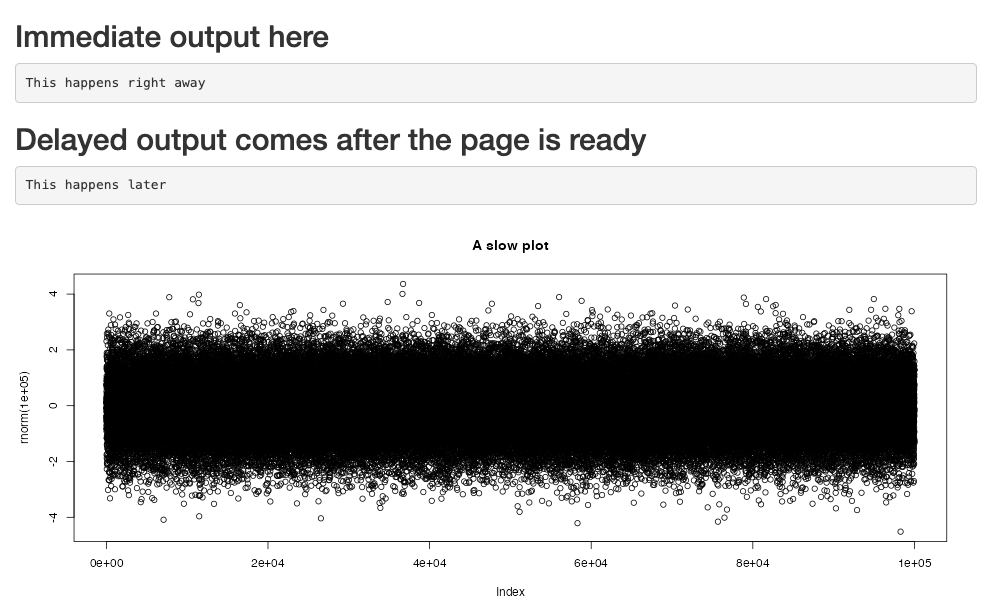 Immediate output here
This happens right away
Delayed output comes after the page is ready
This happens later
A slow plot
4
2
0
-2
-4
rnorm(1e+05)
0e+00 2e+04 4e+04 6e+04 8e+04 1e+05
Index